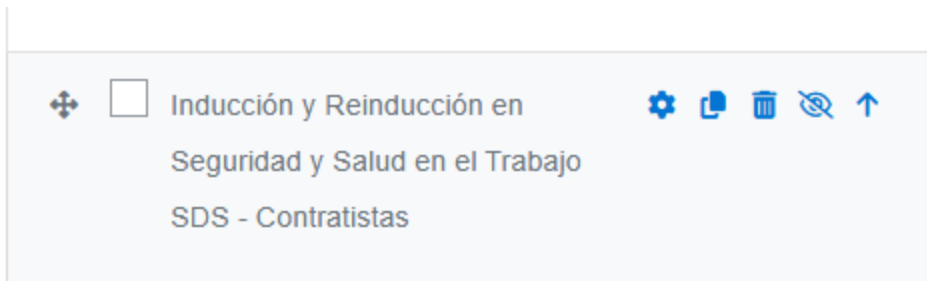 Inducción y Reinducción en
Seguridad y Salud en el Trabajo
SDS - Contratistas